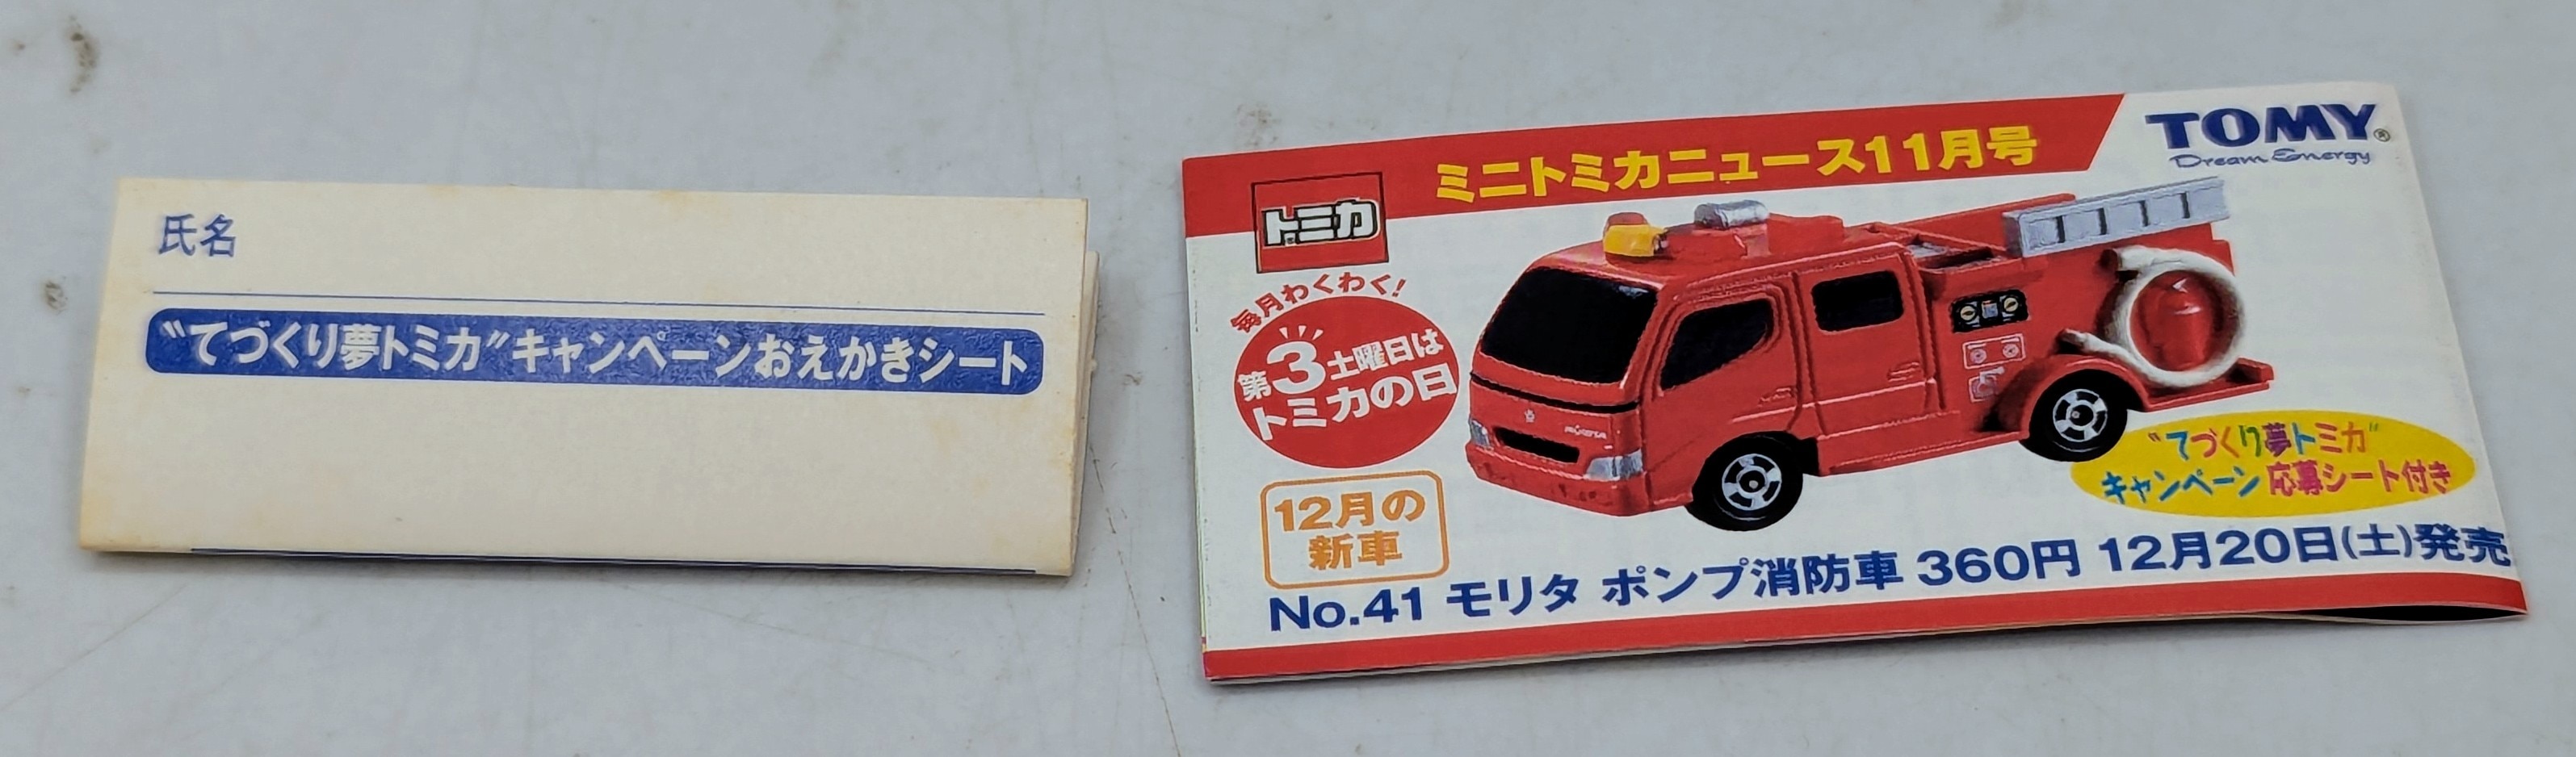 氏名
“てづくり夢トミカ”キャンペーンおえかきシート
ミニトミカニュース11月号
TOMY®
Dream Energy
トミカ
毎月わくわく!
第3土曜日は
トミカの日
12月の
新車
MORITA
“てづくり夢トミカ”
キャンペーン応募シート付き
No.41 モリタ ポンプ消防車 360円 12月20日(土)発売